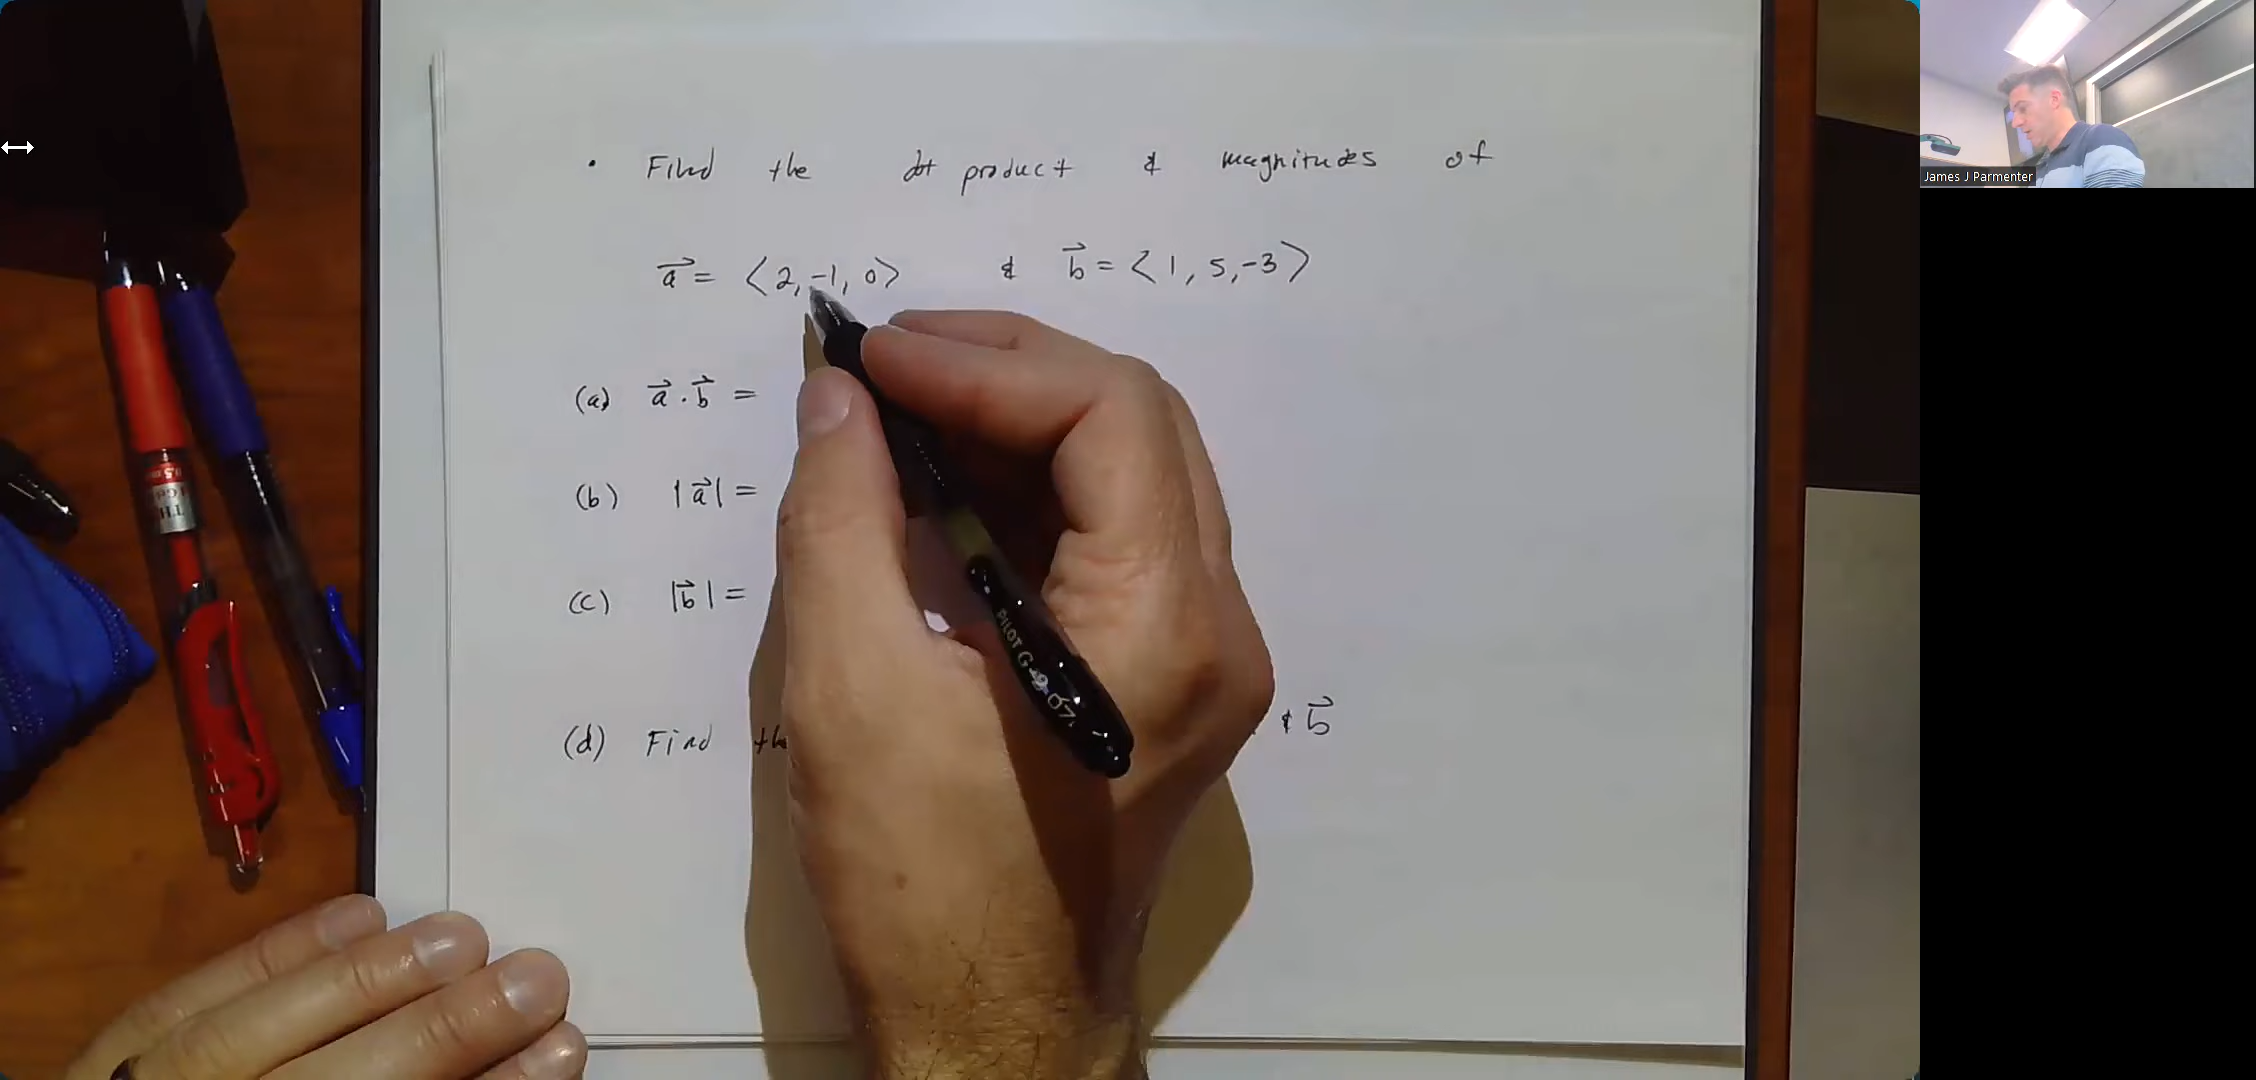 • Find the dot product & magnitudes of
a⃗ = ⟨2, -1, 0⟩ & b⃗ = ⟨1, 5, -3⟩
(a) a⃗ · b⃗ =
(b) |a⃗| =
(c) |b⃗| =
(d) Find & b⃗
PILOT G-2 07
James J Parmenter